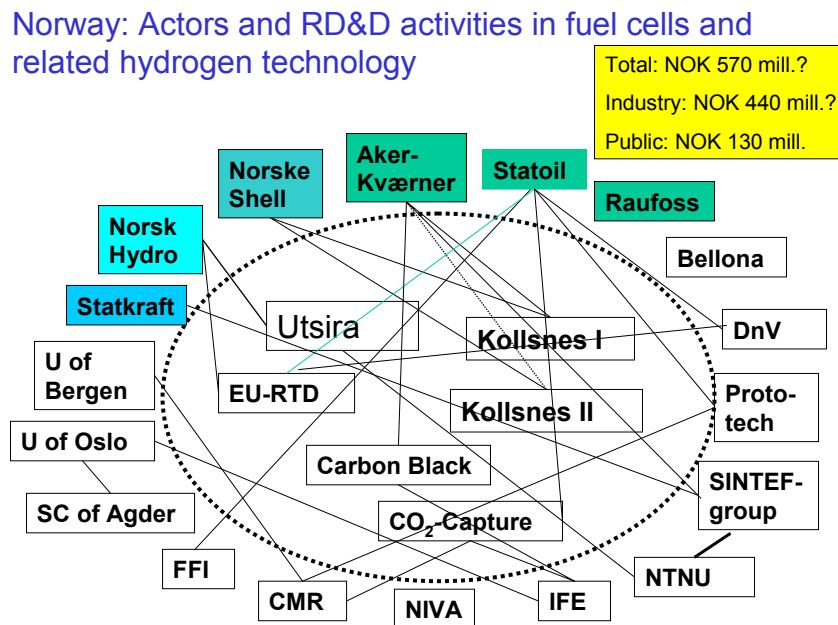 Norway: Actors and RD&D activities in fuel cells and
related hydrogen technology
Total: NOK 570 mill.?
Industry: NOK 440 mill.?
Public: NOK 130 mill.
Norske
Shell
Aker-
Kværner
Statoil
Raufoss
Norsk
Hydro
Bellona
Statkraft
Utsira
Kollsnes I
DnV
U of
Bergen
EU-RTD
Kollsnes II
Proto-
tech
U of Oslo
Carbon Black
SINTEF-
group
SC of Agder
CO₂-Capture
FFI
NTNU
CMR
NIVA
IFE